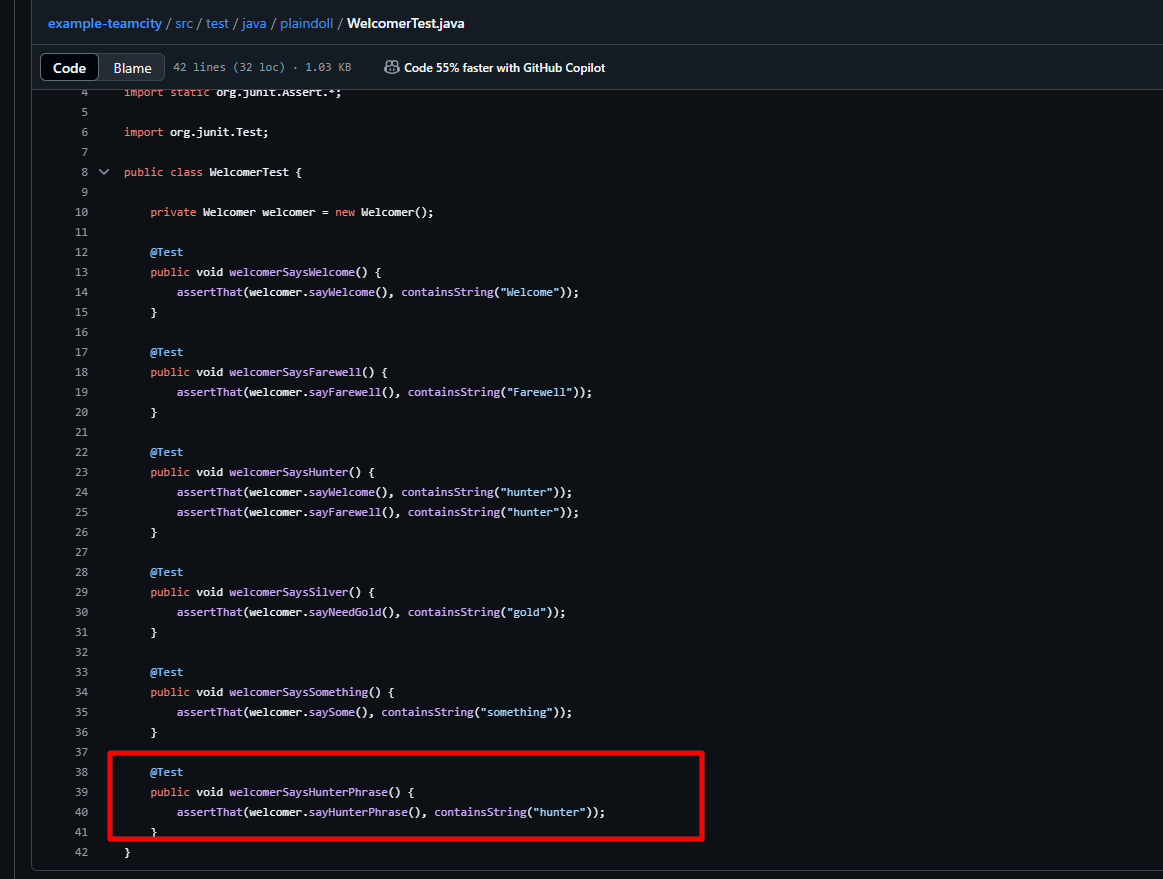 example-teamcity / src / test / java / plaindoll / WelcomerTest.java
Code Blame 42 lines (32 loc) · 1.03 KB Code 55% faster with GitHub Copilot
4 import static org.junit.Assert.*;
5
6 import org.junit.Test;
7
8 public class WelcomerTest {
9
10 private Welcomer welcomer = new Welcomer();
11
12 @Test
13 public void welcomerSaysWelcome() {
14 assertThat(welcomer.sayWelcome(), containsString("Welcome"));
15 }
16
17 @Test
18 public void welcomerSaysFarewell() {
19 assertThat(welcomer.sayFarewell(), containsString("Farewell"));
20 }
21
22 @Test
23 public void welcomerSaysHunter() {
24 assertThat(welcomer.sayWelcome(), containsString("hunter"));
25 assertThat(welcomer.sayFarewell(), containsString("hunter"));
26 }
27
28 @Test
29 public void welcomerSaysSilver() {
30 assertThat(welcomer.sayNeedGold(), containsString("gold"));
31 }
32
33 @Test
34 public void welcomerSaysSomething() {
35 assertThat(welcomer.saySome(), containsString("something"));
36 }
37
38 @Test
39 public void welcomerSaysHunterPhrase() {
40 assertThat(welcomer.sayHunterPhrase(), containsString("hunter"));
41 }
42 }